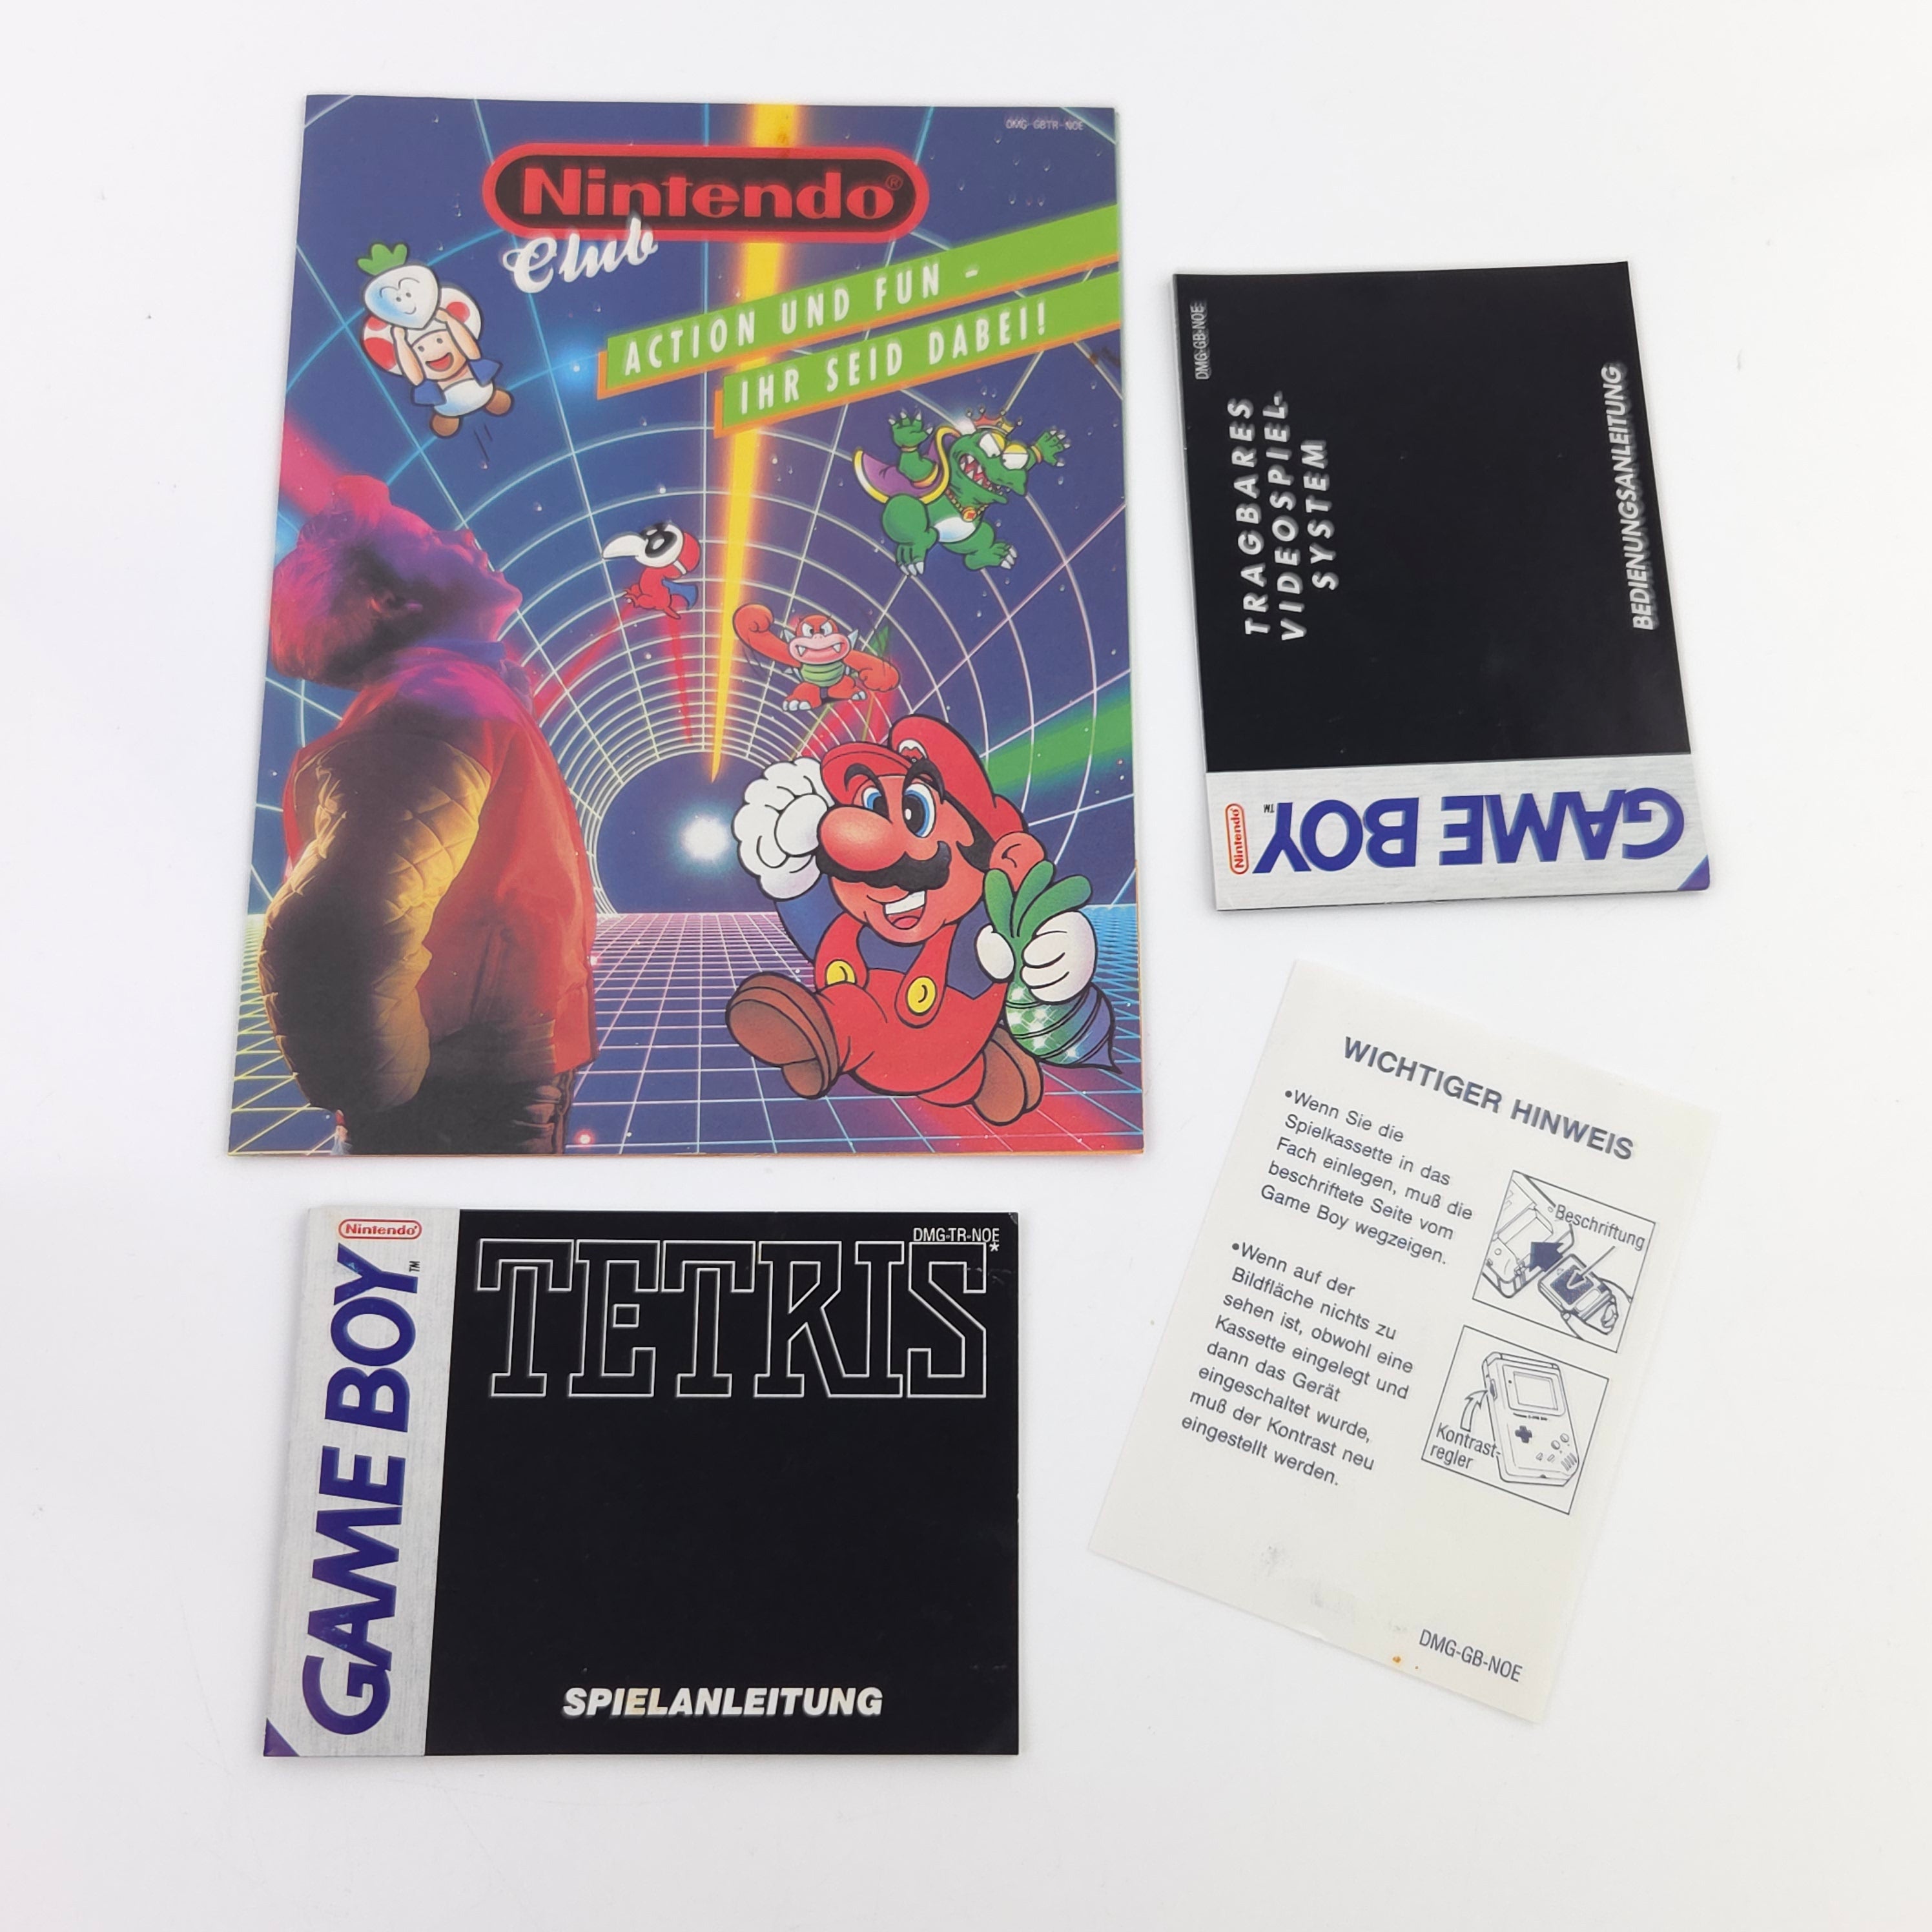 DMG-GBTR-NOE
Nintendo®
Club
ACTION UND FUN -
IHR SEID DABEI!
DMG-GB-NOE
TRAGBARES
VIDEOSPIEL-
SYSTEM
BEDIENUNGSANLEITUNG
Nintendo
GAME BOY™
WICHTIGER HINWEIS
•Wenn Sie die
Spielkassette in das
Fach einlegen, muß die
beschriftete Seite vom
Game Boy wegzeigen.
Beschriftung
•Wenn auf der
Bildfläche nichts zu
sehen ist, obwohl eine
Kassette eingelegt und
dann das Gerät
eingeschaltet wurde,
muß der Kontrast neu
eingestellt werden.
Kontrast-
regler
DMG-GB-NOE
Nintendo
GAME BOY™
DMG-TR-NOE
TETRIS*
SPIELANLEITUNG